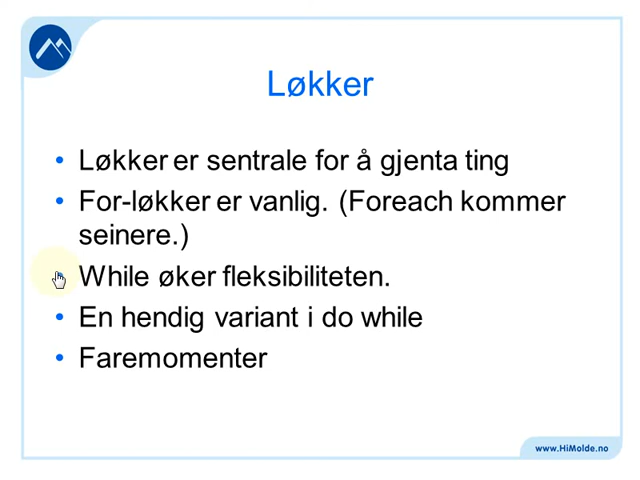 Løkker
• Løkker er sentrale for å gjenta ting
• For-løkker er vanlig. (Foreach kommer
seinere.)
While øker fleksibiliteten.
• En hendig variant i do while
• Faremomenter
www.HiMolde.no